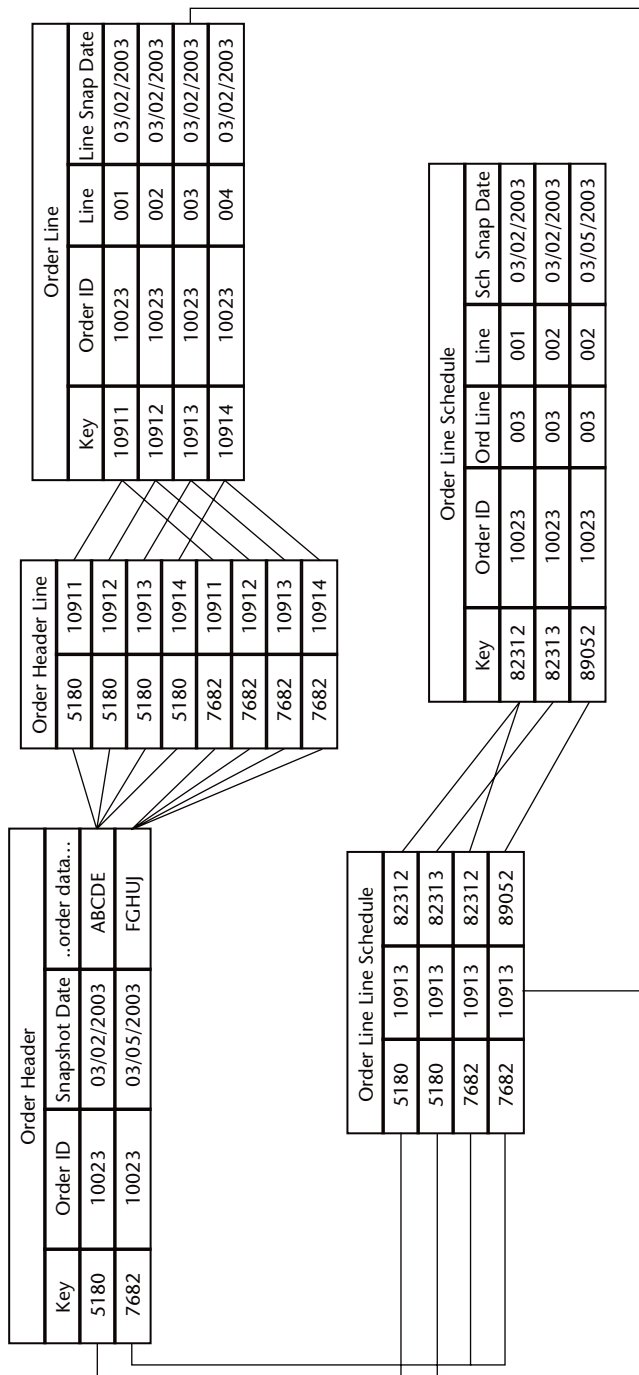 Order Header
Key Order ID Snapshot Date ..order data...
5180 10023 03/02/2003 ABCDE
7682 10023 03/05/2003 FGHUJ
Order Header Line
5180 10911
5180 10912
5180 10913
5180 10914
7682 10911
7682 10912
7682 10913
7682 10914
Order Line
Key Order ID Line Line Snap Date
10911 10023 001 03/02/2003
10912 10023 002 03/02/2003
10913 10023 003 03/02/2003
10914 10023 004 03/02/2003
Order Line Line Schedule
5180 10913 82312
5180 10913 82313
7682 10913 82312
7682 10913 89052
Order Line Schedule
Key Order ID Ord Line Line Sch Snap Date
82312 10023 003 001 03/02/2003
82313 10023 003 002 03/02/2003
89052 10023 003 002 03/05/2003